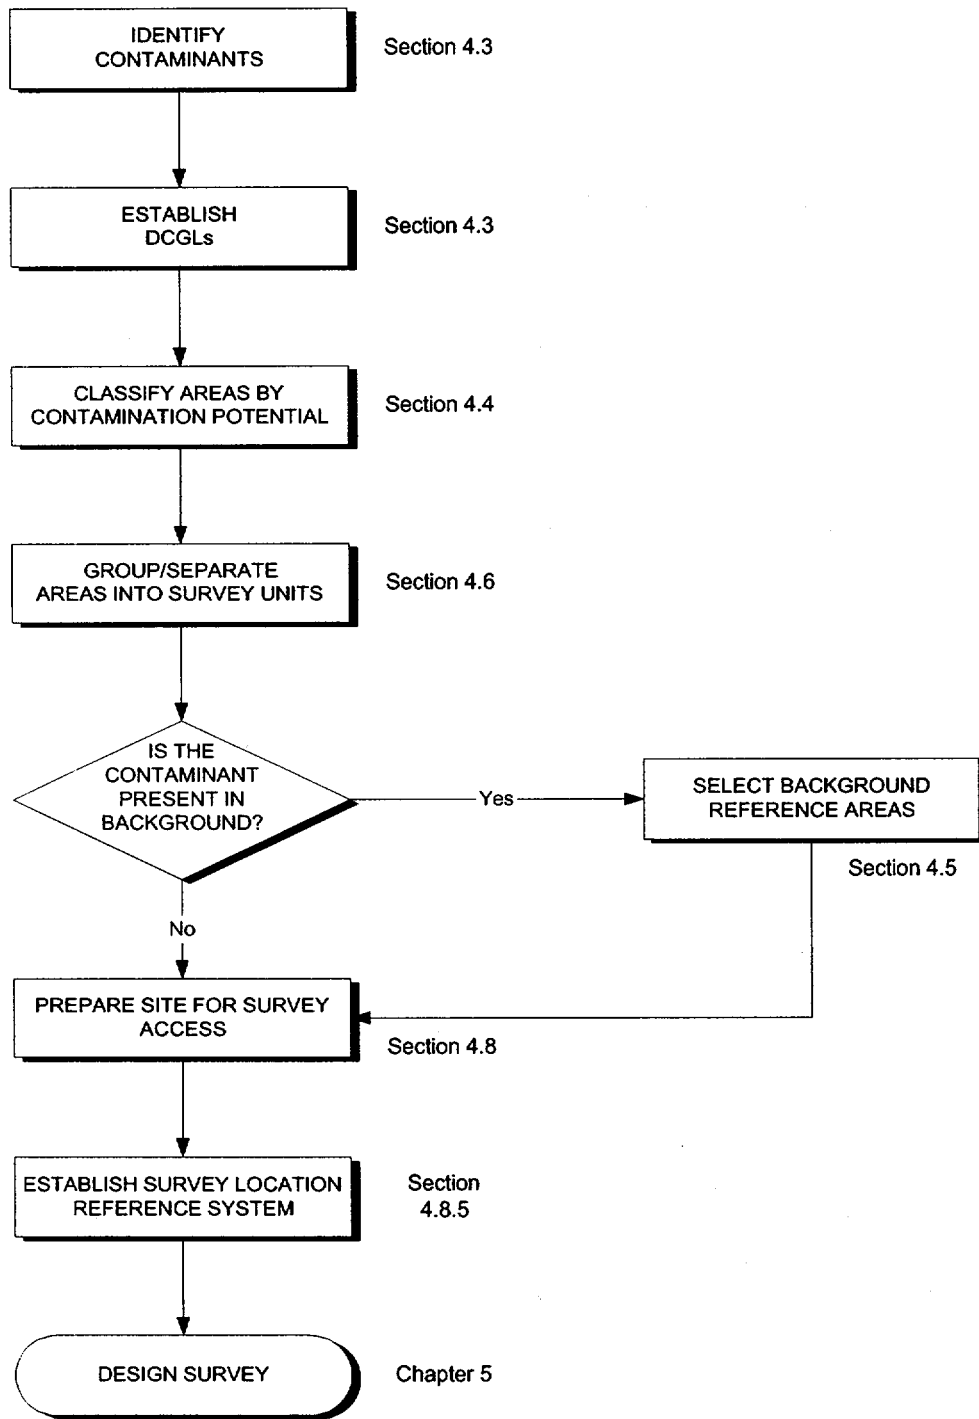 IDENTIFY
CONTAMINANTS
Section 4.3
ESTABLISH
DCGLs
Section 4.3
CLASSIFY AREAS BY
CONTAMINATION POTENTIAL
Section 4.4
GROUP/SEPARATE
AREAS INTO SURVEY UNITS
Section 4.6
IS THE
CONTAMINANT
PRESENT IN
BACKGROUND?
Yes
SELECT BACKGROUND
REFERENCE AREAS
Section 4.5
No
PREPARE SITE FOR SURVEY
ACCESS
Section 4.8
ESTABLISH SURVEY LOCATION
REFERENCE SYSTEM
Section
4.8.5
DESIGN SURVEY
Chapter 5